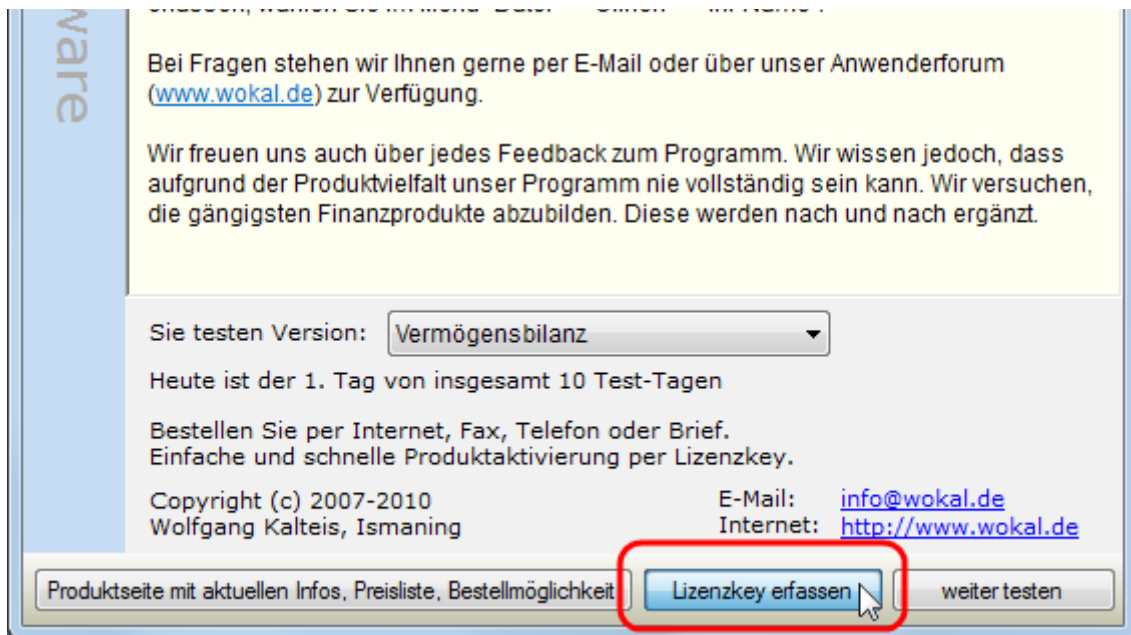 ware
Bei Fragen stehen wir Ihnen gerne per E-Mail oder über unser Anwenderforum
(www.wokal.de) zur Verfügung.
Wir freuen uns auch über jedes Feedback zum Programm. Wir wissen jedoch, dass
aufgrund der Produktvielfalt unser Programm nie vollständig sein kann. Wir versuchen,
die gängigsten Finanzprodukte abzubilden. Diese werden nach und nach ergänzt.
Sie testen Version: Vermögensbilanz
Heute ist der 1. Tag von insgesamt 10 Test-Tagen
Bestellen Sie per Internet, Fax, Telefon oder Brief.
Einfache und schnelle Produktaktivierung per Lizenzkey.
Copyright (c) 2007-2010 E-Mail: info@wokal.de
Wolfgang Kalteis, Ismaning Internet: http://www.wokal.de
Produktseite mit aktuellen Infos, Preisliste, Bestellmöglichkeit Lizenzkey erfassen weiter testen